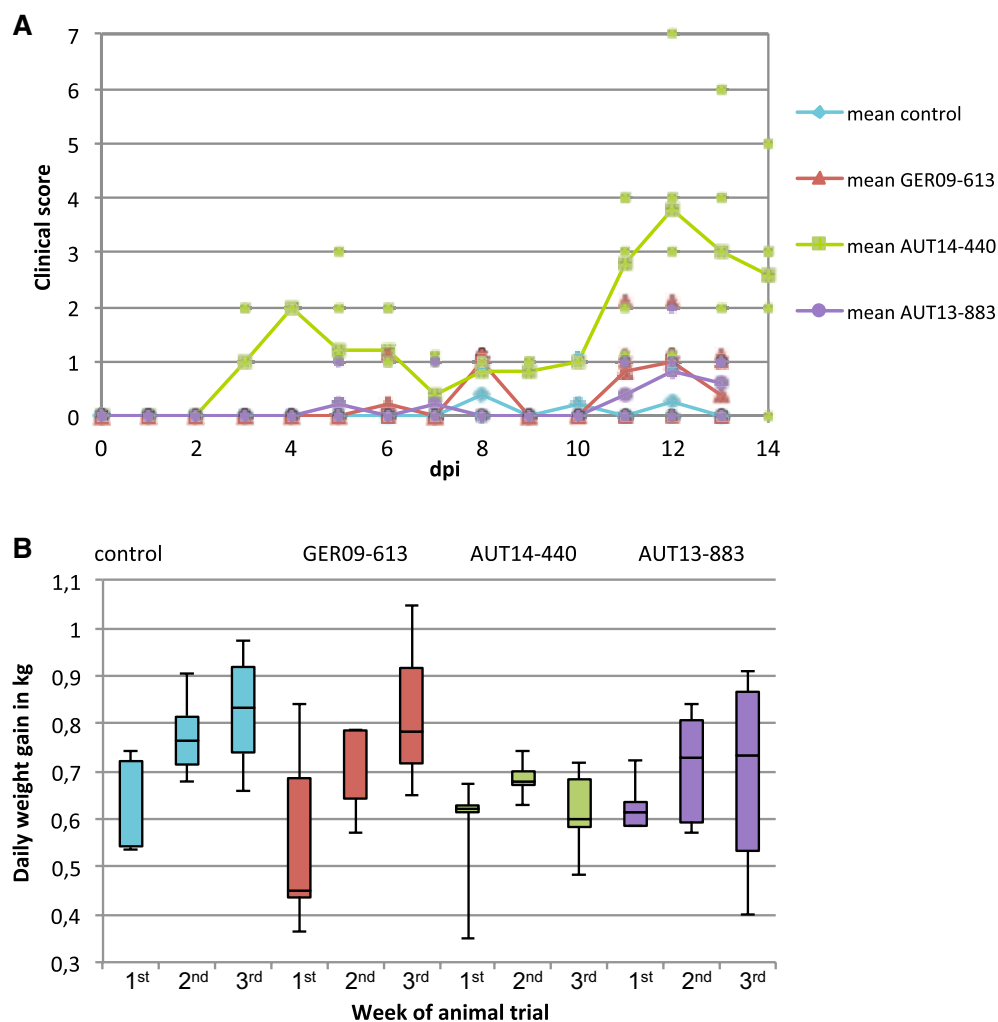 A
7
6
5
4
3
2
1
0
Clinical score
0 2 4 6 8 10 12 14
dpi
mean control
mean GER09-613
mean AUT14-440
mean AUT13-883
B
control GER09-613 AUT14-440 AUT13-883
1,1
1
0,9
0,8
0,7
0,6
0,5
0,4
0,3
Daily weight gain in kg
1st 2nd 3rd 1st 2nd 3rd 1st 2nd 3rd 1st 2nd 3rd
Week of animal trial